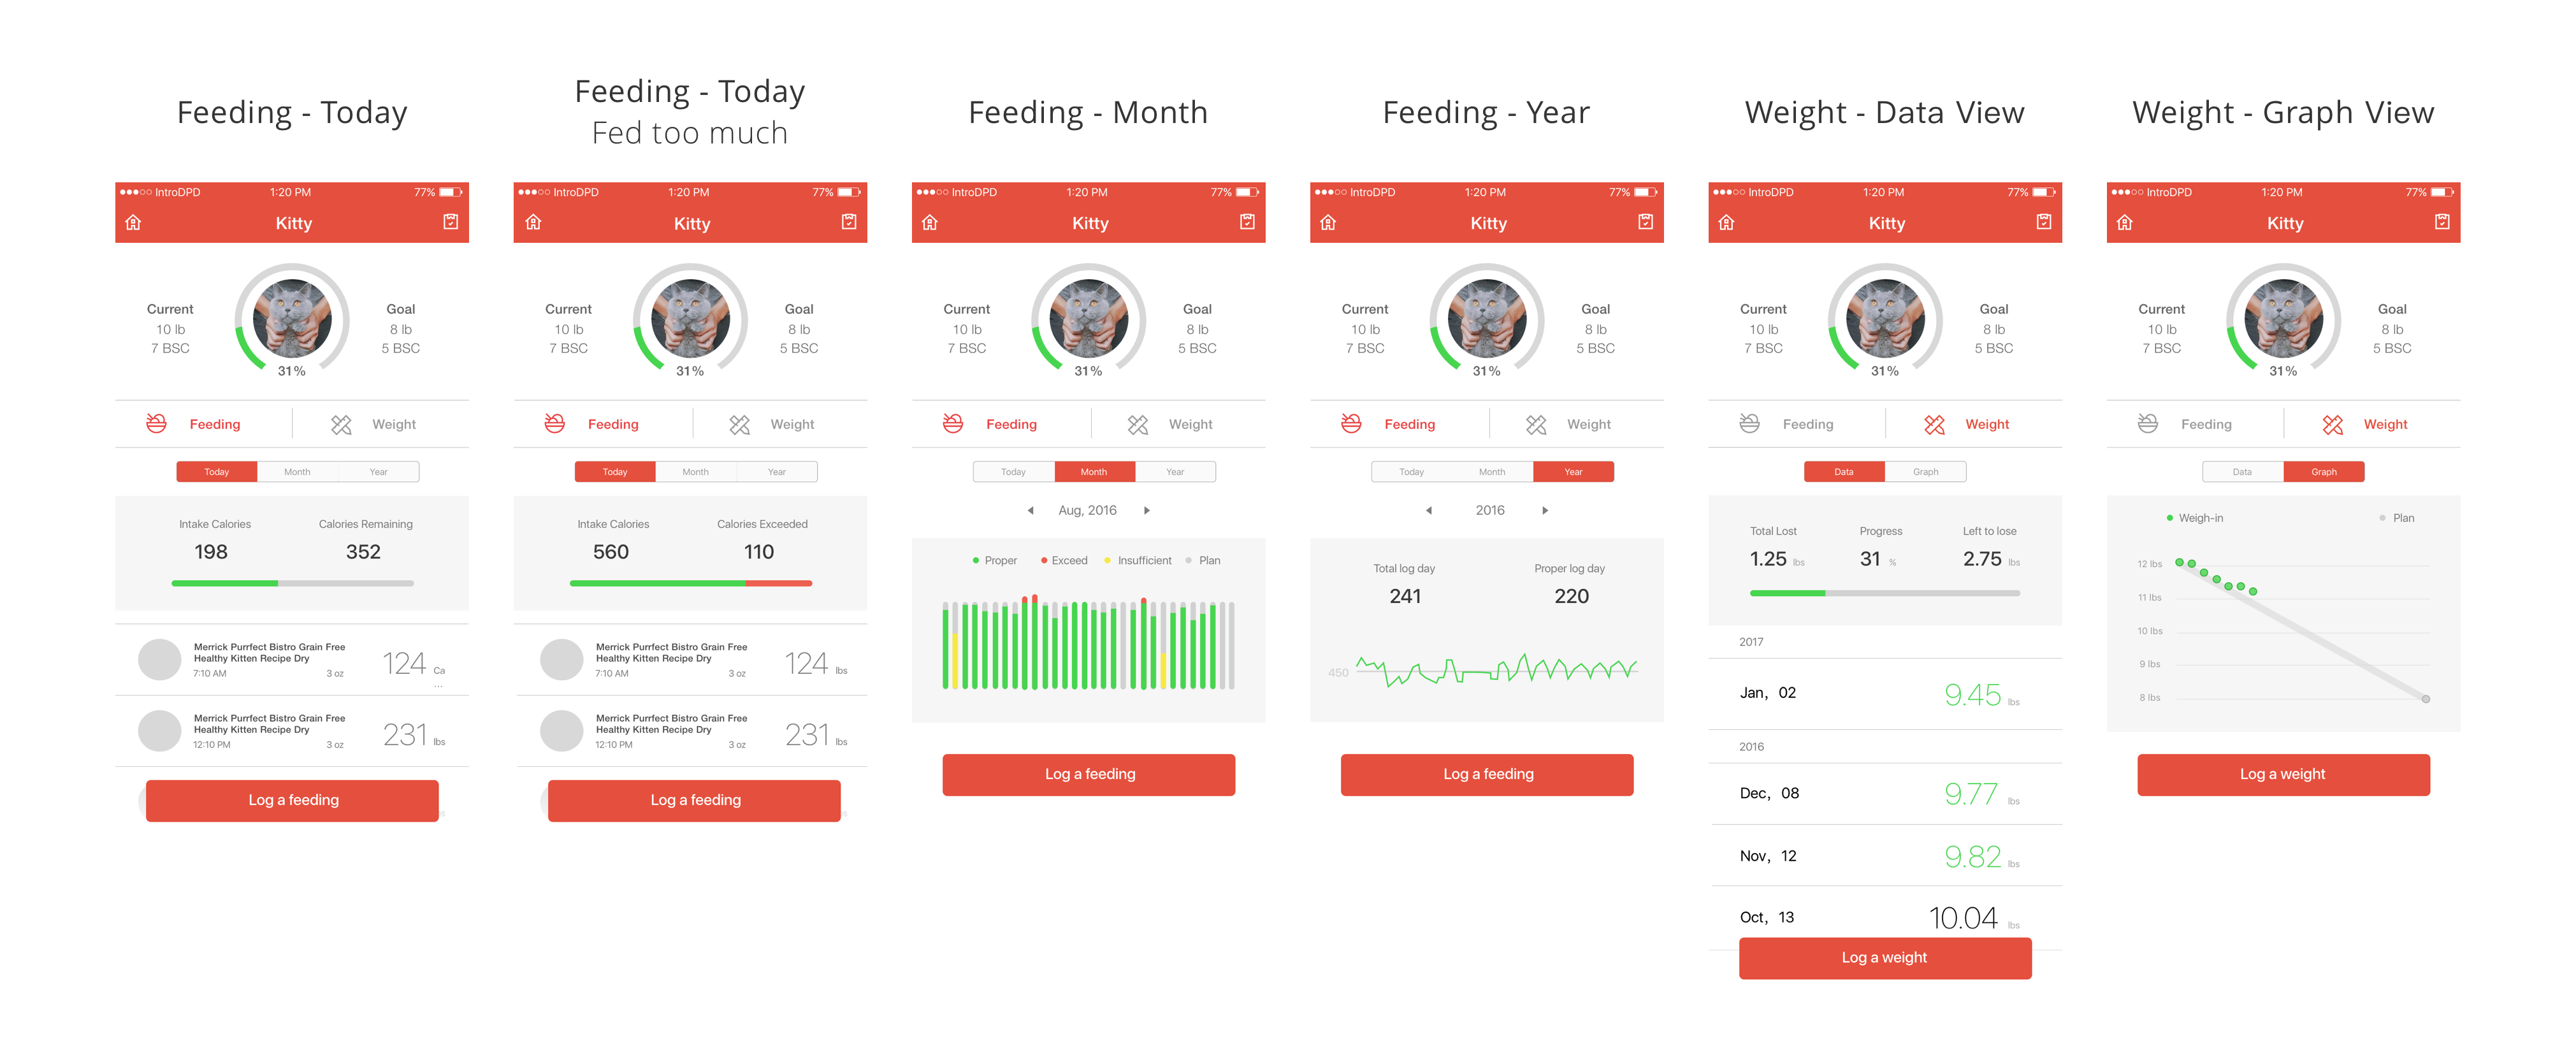 Feeding - Today
IntroDPD 1:20 PM 77%
Kitty
Current
10 lb
7 BSC
Goal
8 lb
5 BSC
31%
Feeding Weight
Today Month Year
Intake Calories Calories Remaining
198 352
Merrick Purrfect Bistro Grain Free
Healthy Kitten Recipe Dry
7:10 AM 3 oz
124 Ca
...
Merrick Purrfect Bistro Grain Free
Healthy Kitten Recipe Dry
12:10 PM 3 oz
231 lbs
Log a feeding
Feeding - Today
Fed too much
IntroDPD 1:20 PM 77%
Kitty
Current
10 lb
7 BSC
Goal
8 lb
5 BSC
31%
Feeding Weight
Today Month Year
Intake Calories Calories Exceeded
560 110
Merrick Purrfect Bistro Grain Free
Healthy Kitten Recipe Dry
7:10 AM 3 oz
124 lbs
Merrick Purrfect Bistro Grain Free
Healthy Kitten Recipe Dry
12:10 PM 3 oz
231 lbs
Log a feeding
Feeding - Month
IntroDPD 1:20 PM 77%
Kitty
Current
10 lb
7 BSC
Goal
8 lb
5 BSC
31%
Feeding Weight
Today Month Year
Aug, 2016
Proper Exceed Insufficient Plan
Log a feeding
Feeding - Year
IntroDPD 1:20 PM 77%
Kitty
Current
10 lb
7 BSC
Goal
8 lb
5 BSC
31%
Feeding Weight
Today Month Year
2016
Total log day Proper log day
241 220
450
Log a feeding
Weight - Data View
IntroDPD 1:20 PM 77%
Kitty
Current
10 lb
7 BSC
Goal
8 lb
5 BSC
31%
Feeding Weight
Data Graph
Total Lost Progress Left to lose
1.25 lbs 31 % 2.75 lbs
2017
Jan, 02 9.45 lbs
2016
Dec, 08 9.77 lbs
Nov, 12 9.82 lbs
Oct, 13 10.04 lbs
Log a weight
Weight - Graph View
IntroDPD 1:20 PM 77%
Kitty
Current
10 lb
7 BSC
Goal
8 lb
5 BSC
31%
Feeding Weight
Data Graph
Weigh-in Plan
12 lbs
11 lbs
10 lbs
9 lbs
8 lbs
Log a weight